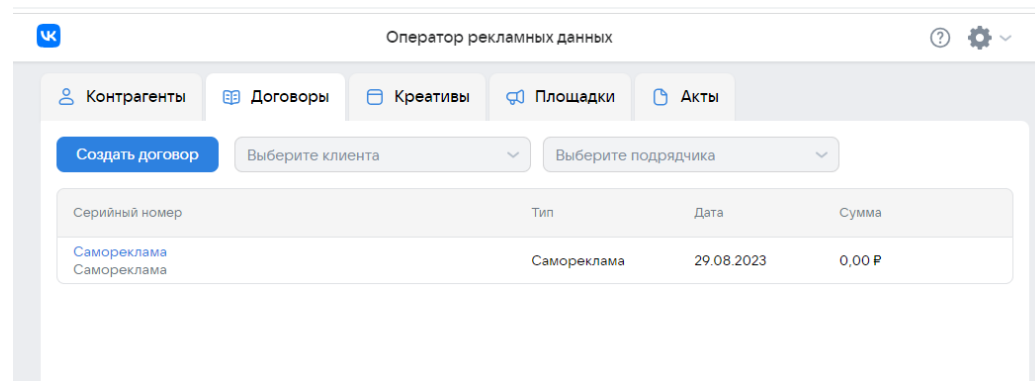 Оператор рекламных данных
Контрагенты Договоры Креативы Площадки Акты
Создать договор Выберите клиента Выберите подрядчика
Серийный номер Тип Дата Сумма
Самореклама
Самореклама Самореклама 29.08.2023 0,00 ₽